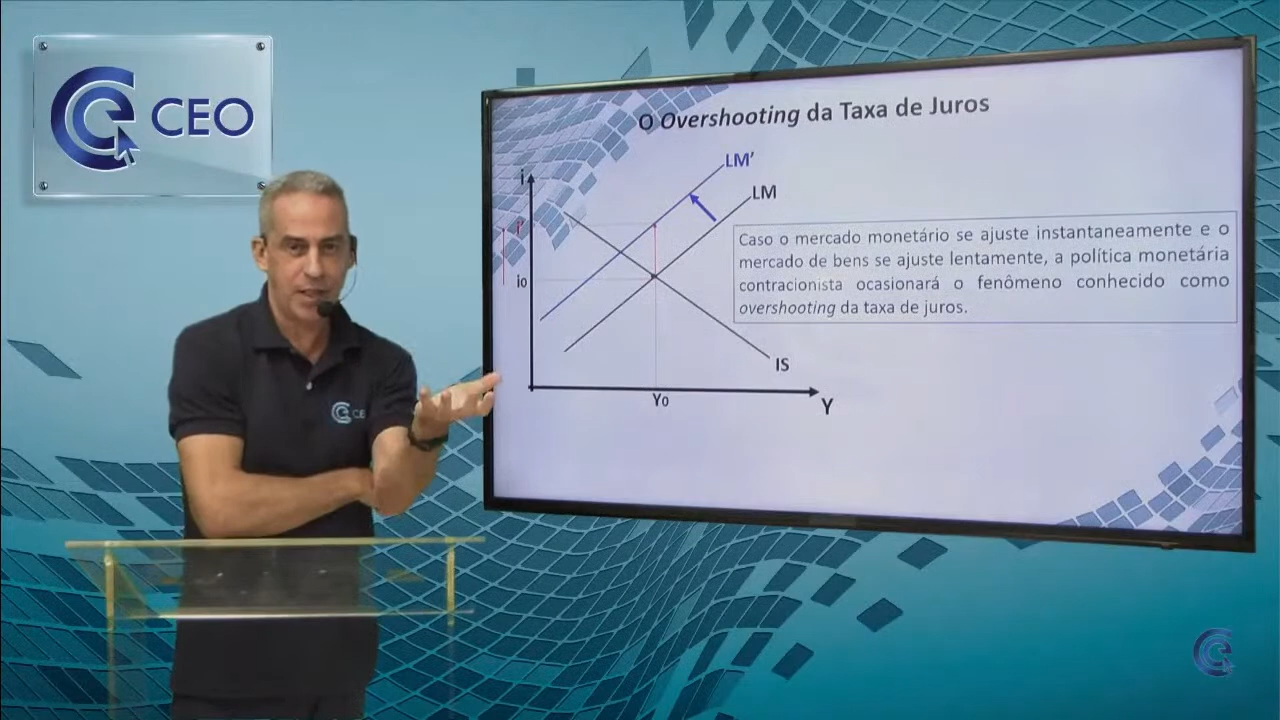 CEO
O Overshooting da Taxa de Juros
LM'
LM
i
i'
i0
Caso o mercado monetário se ajuste instantaneamente e o
mercado de bens se ajuste lentamente, a política monetária
contracionista ocasionará o fenômeno conhecido como
overshooting da taxa de juros.
IS
Y0
Y
CE